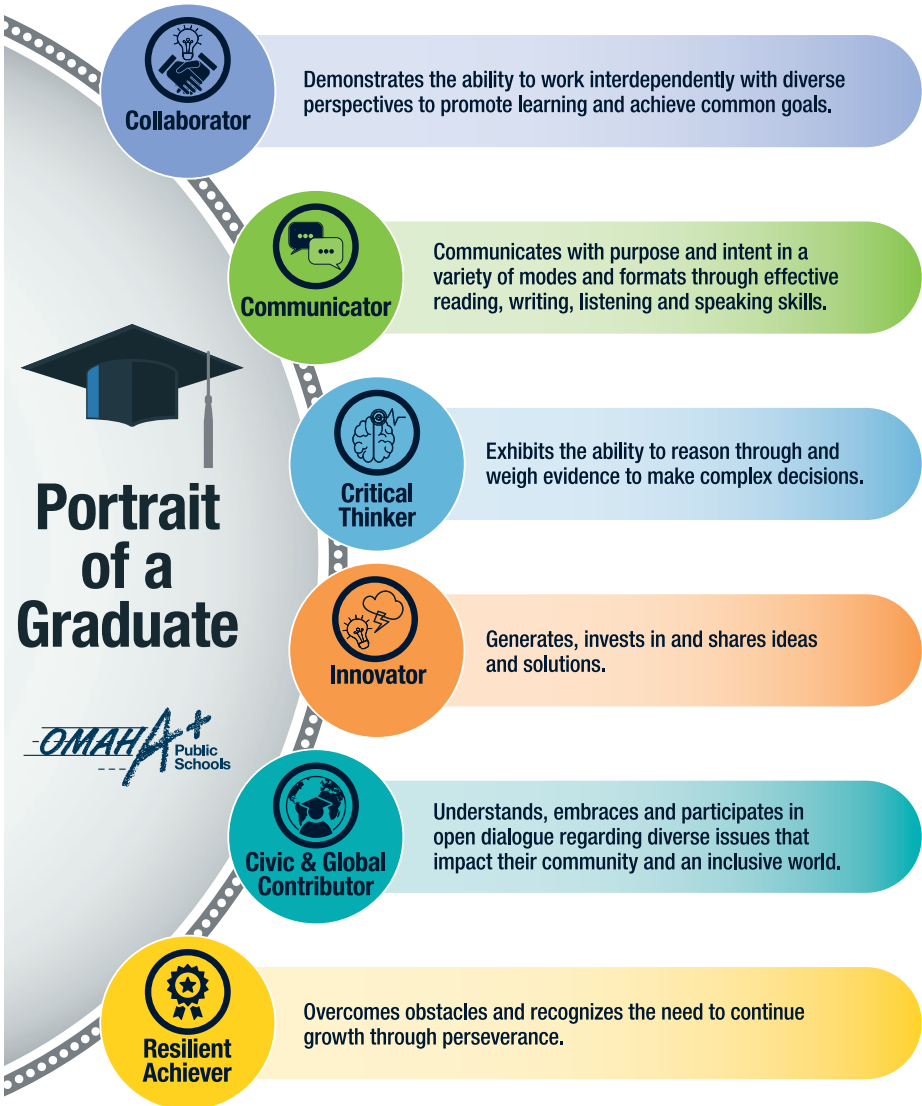 Portrait
of a
Graduate
OMAHA+
Public
Schools
Collaborator
Demonstrates the ability to work interdependently with diverse
perspectives to promote learning and achieve common goals.
Communicator
Communicates with purpose and intent in a
variety of modes and formats through effective
reading, writing, listening and speaking skills.
Critical
Thinker
Exhibits the ability to reason through and
weigh evidence to make complex decisions.
Innovator
Generates, invests in and shares ideas
and solutions.
Civic & Global
Contributor
Understands, embraces and participates in
open dialogue regarding diverse issues that
impact their community and an inclusive world.
Resilient
Achiever
Overcomes obstacles and recognizes the need to continue
growth through perseverance.